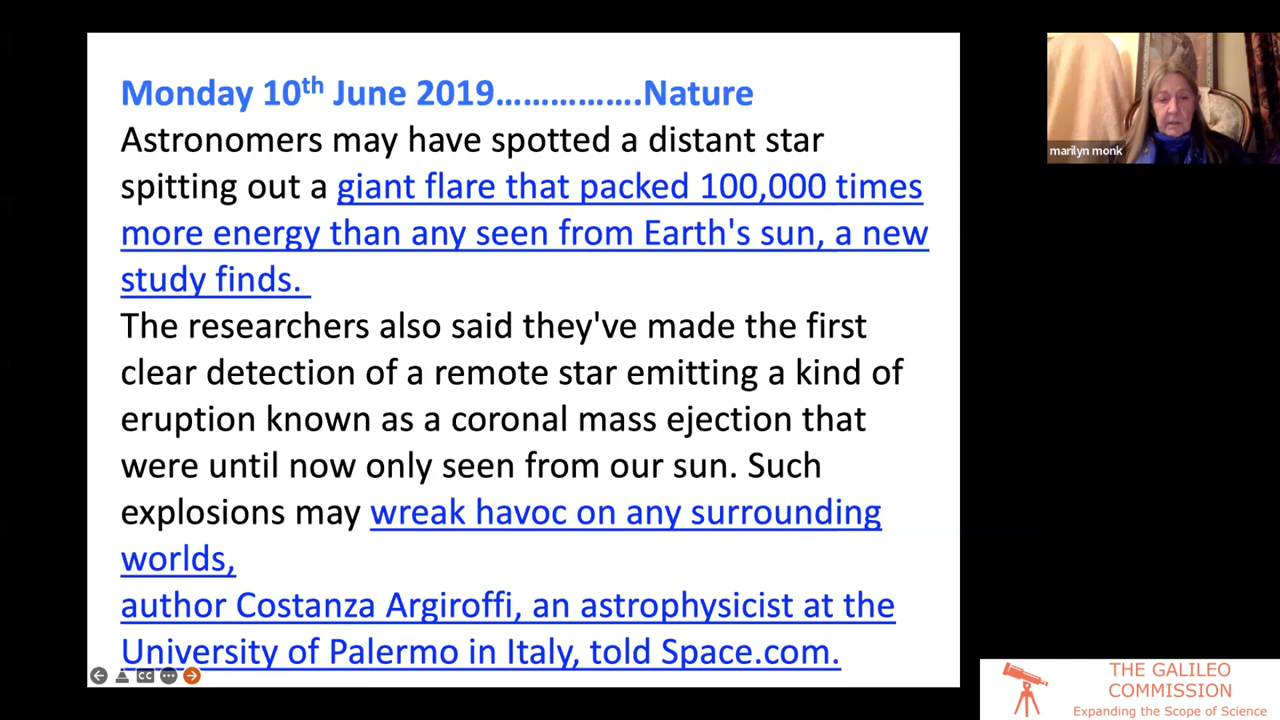 Monday 10th June 2019…………….Nature
Astronomers may have spotted a distant star
spitting out a giant flare that packed 100,000 times
more energy than any seen from Earth's sun, a new
study finds.
The researchers also said they've made the first
clear detection of a remote star emitting a kind of
eruption known as a coronal mass ejection that
were until now only seen from our sun. Such
explosions may wreak havoc on any surrounding
worlds,
author Costanza Argiroffi, an astrophysicist at the
University of Palermo in Italy, told Space.com.
CC
marilyn monk
THE GALILEO
COMMISSION
Expanding the Scope of Science